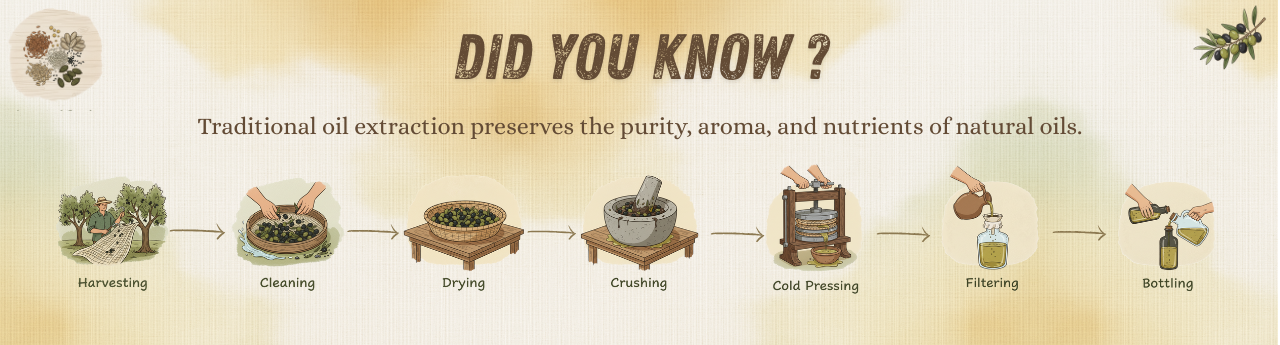 DID YOU KNOW ?
Traditional oil extraction preserves the purity, aroma, and nutrients of natural oils.
Harvesting
Cleaning
Drying
Crushing
Cold Pressing
Filtering
Bottling